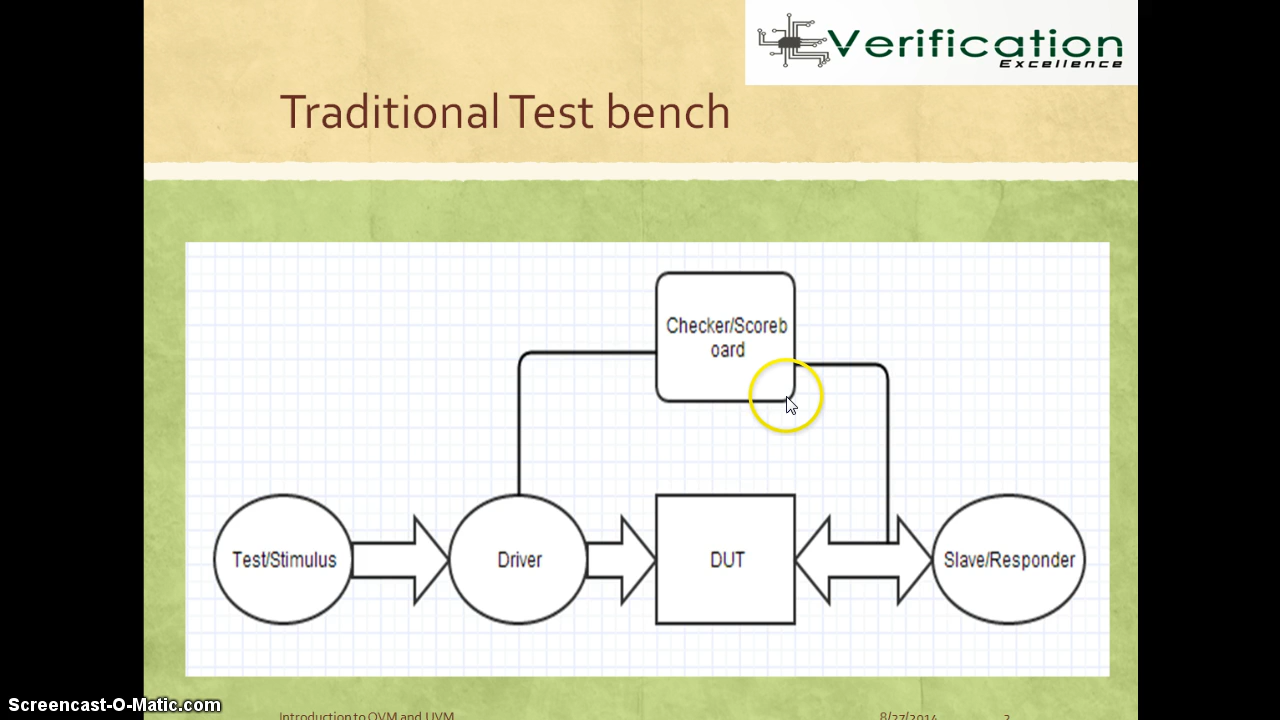 Verification
Excellence
Traditional Test bench
Checker/Scoreb
oard
Test/Stimulus
Driver
DUT
Slave/Responder
Screencast-O-Matic.com
Introduction to OVM and UVM
8/27/2014
2